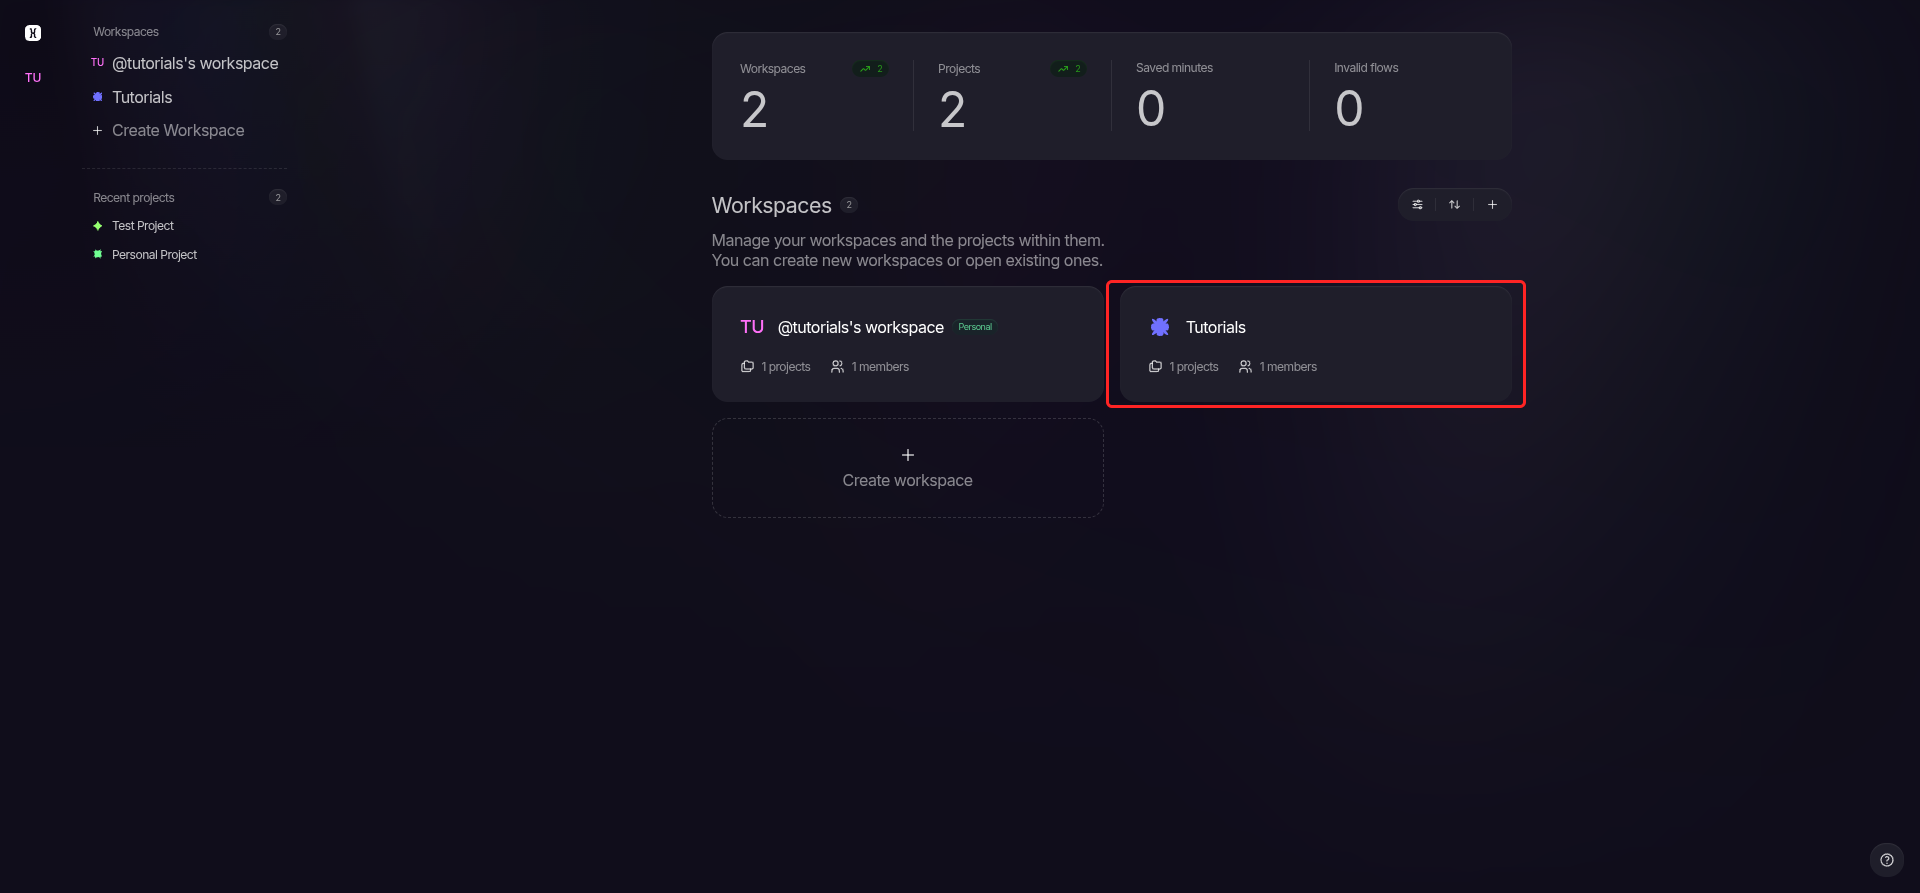 Workspaces 2
TU @tutorials's workspace
Tutorials
Create Workspace
Recent projects 2
Test Project
Personal Project
TU
Workspaces 2
2
Projects 2
2
Saved minutes
0
Invalid flows
0
Workspaces 2
Manage your workspaces and the projects within them.
You can create new workspaces or open existing ones.
TU @tutorials's workspace Personal
1 projects 1 members
Tutorials
1 projects 1 members
Create workspace